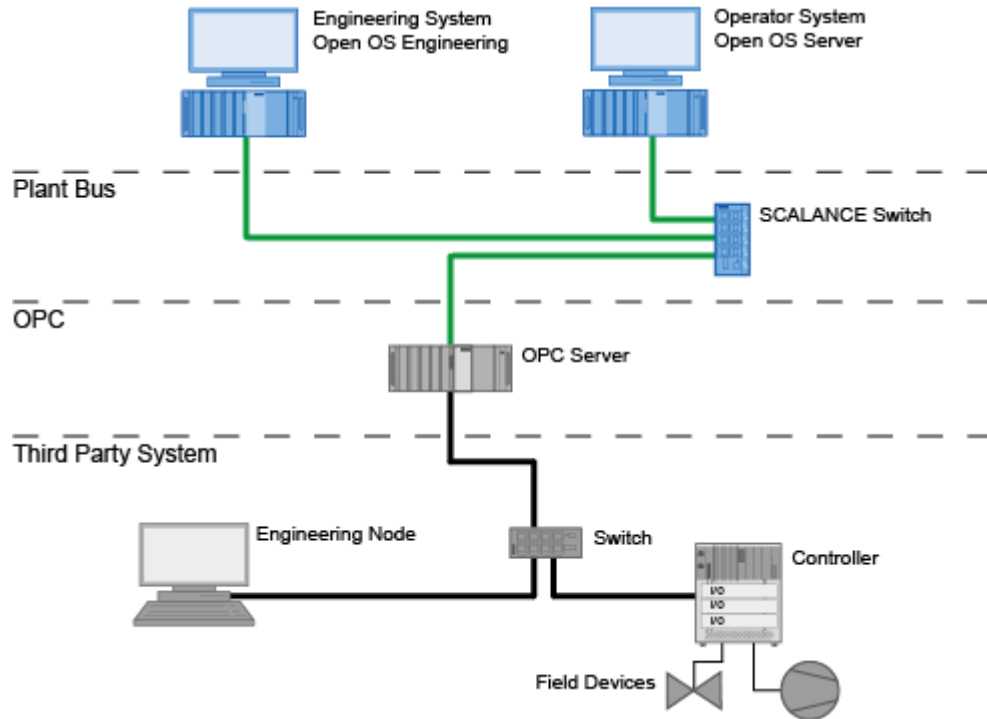 Engineering System
Open OS Engineering
Operator System
Open OS Server
Plant Bus
SCALANCE Switch
OPC
OPC Server
Third Party System
Engineering Node
Switch
Controller
I/O
I/O
I/O
Field Devices